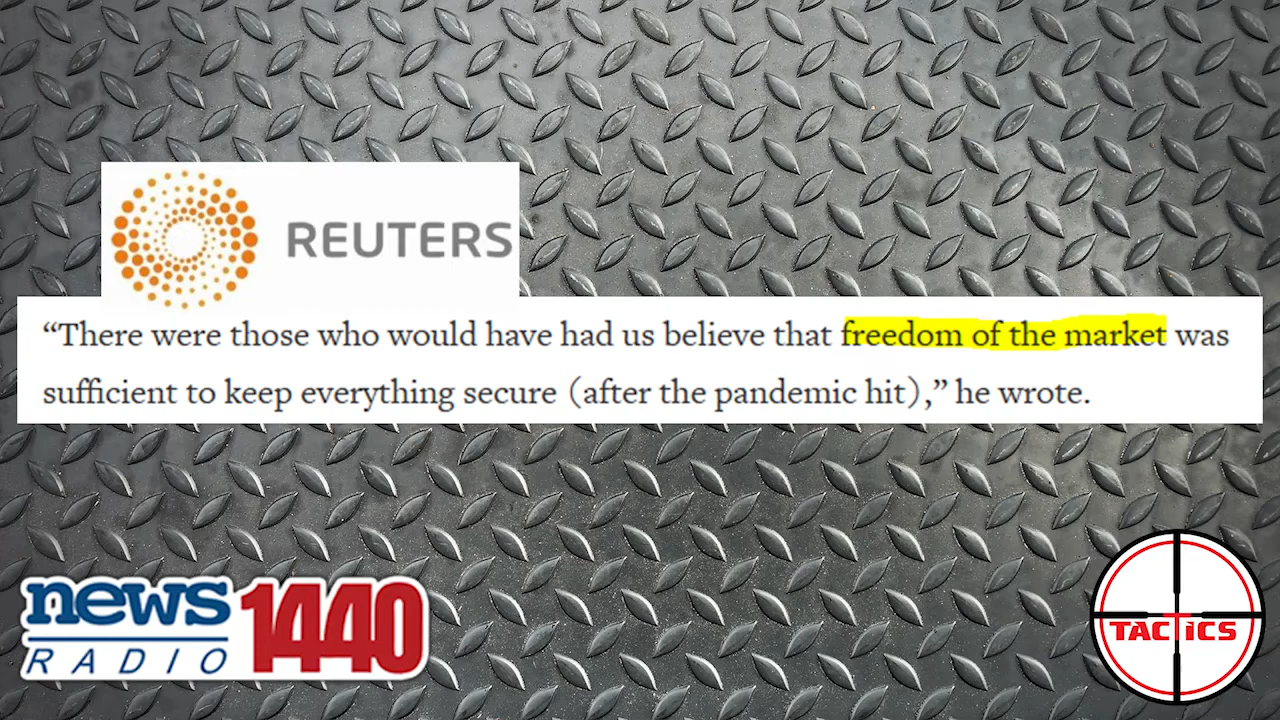 REUTERS
“There were those who would have had us believe that freedom of the market was
sufficient to keep everything secure (after the pandemic hit),” he wrote.
news 1440
RADIO
TACTICS